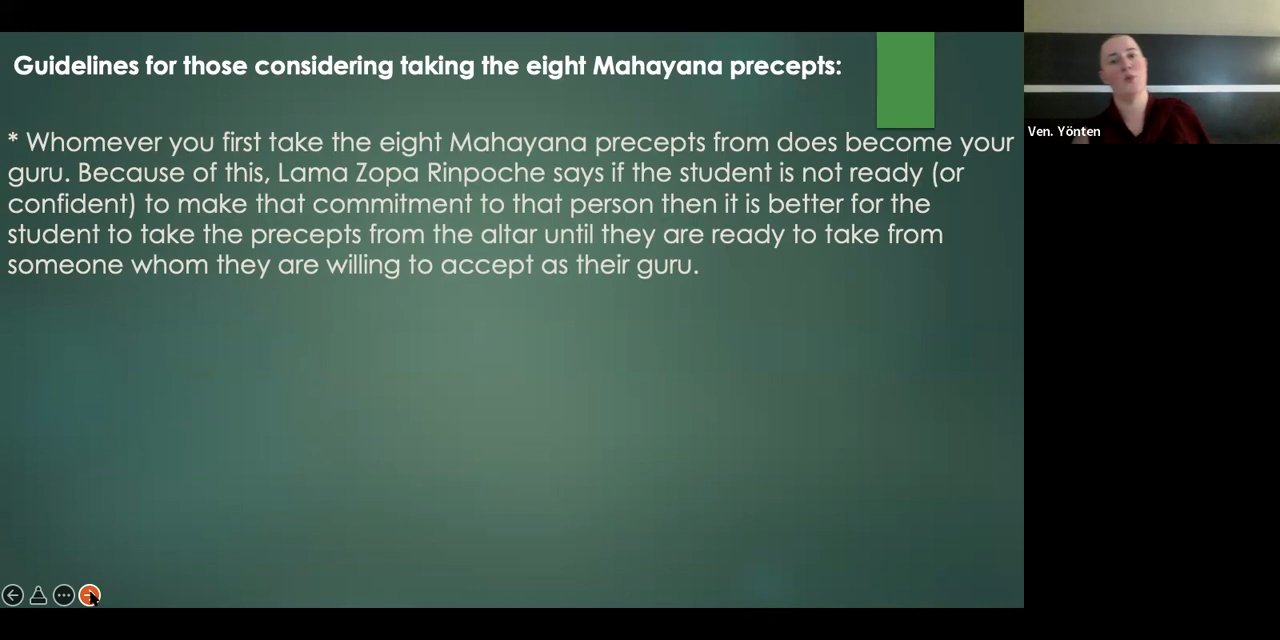 Guidelines for those considering taking the eight Mahayana precepts:
* Whomever you first take the eight Mahayana precepts from does become your
guru. Because of this, Lama Zopa Rinpoche says if the student is not ready (or
confident) to make that commitment to that person then it is better for the
student to take the precepts from the altar until they are ready to take from
someone whom they are willing to accept as their guru.
Ven. Yönten